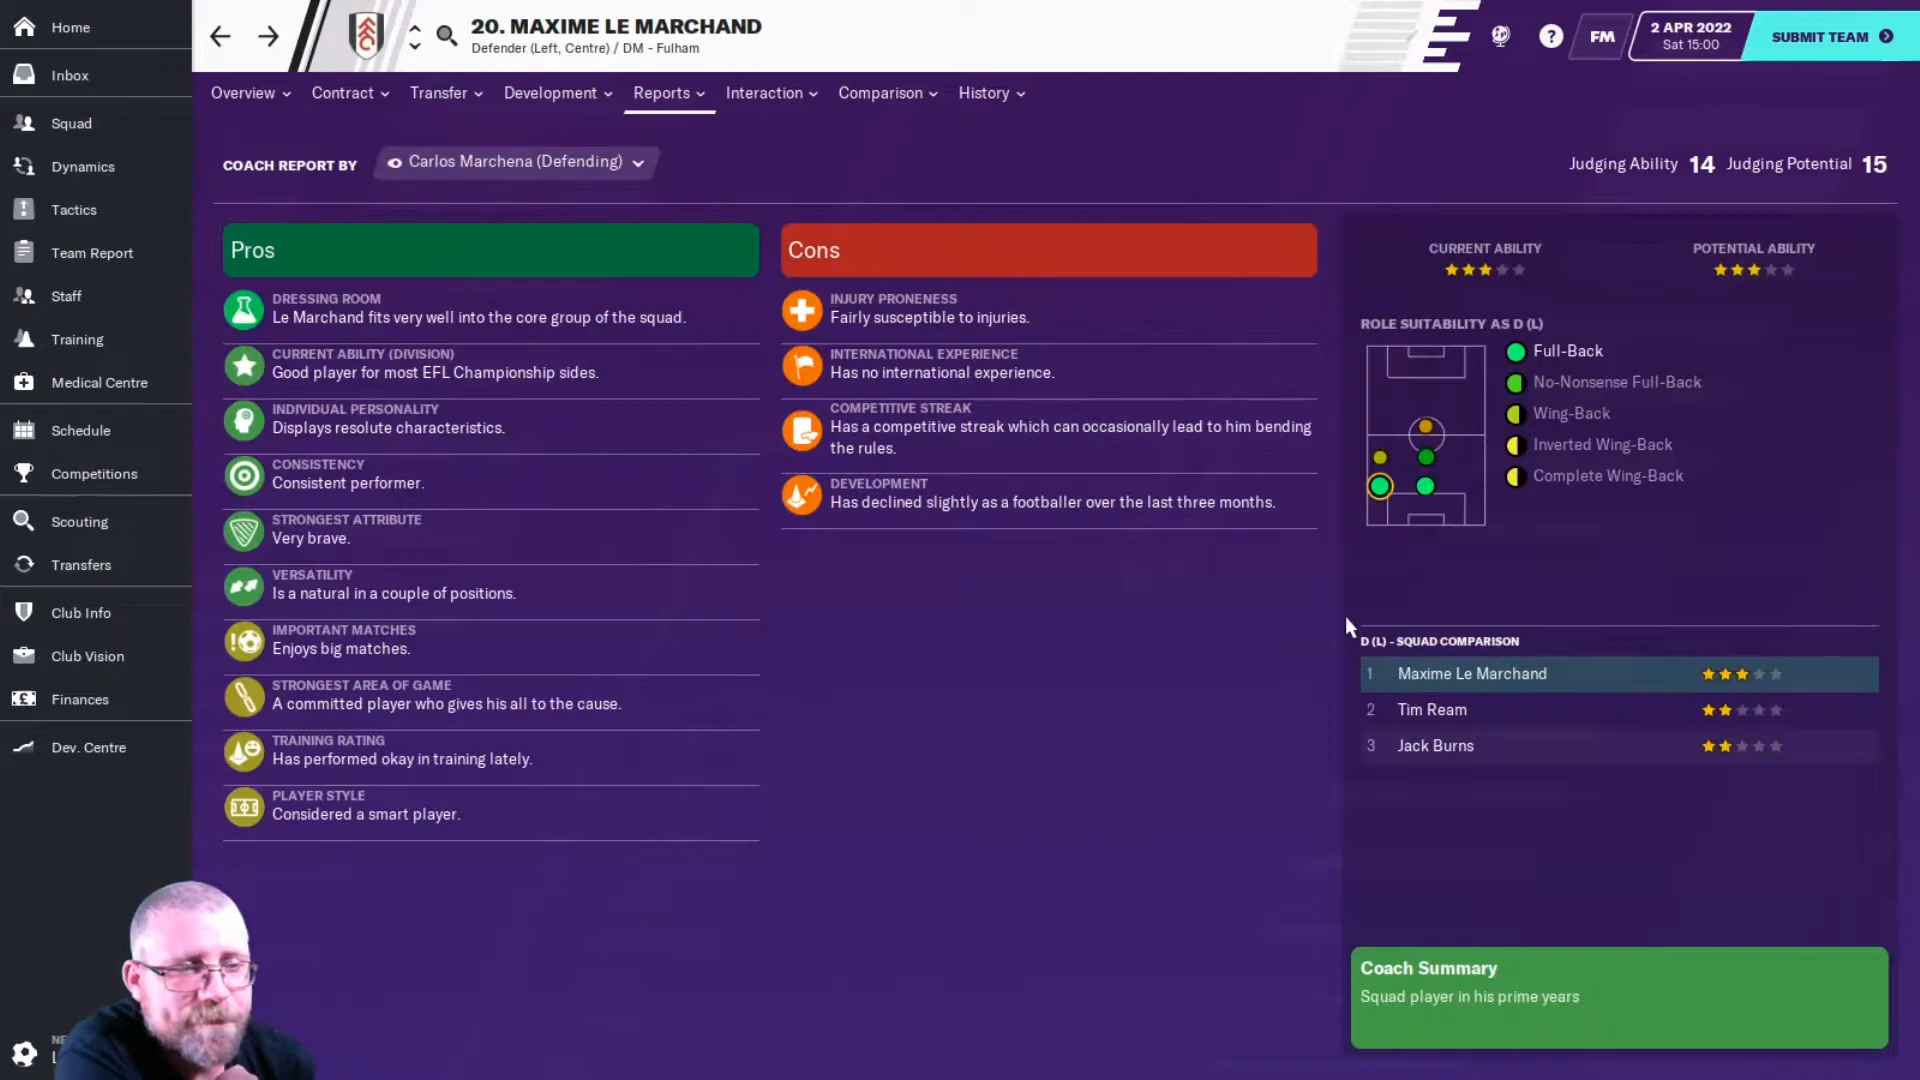 Home
Inbox
Squad
Dynamics
Tactics
Team Report
Staff
Training
Medical Centre
Schedule
Competitions
Scouting
Transfers
Club Info
Club Vision
Finances
Dev. Centre
20. MAXIME LE MARCHAND
Defender (Left, Centre) / DM - Fulham
?
FM
2 APR 2022
Sat 15:00
SUBMIT TEAM
Overview
Contract
Transfer
Development
Reports
Interaction
Comparison
History
COACH REPORT BY
Carlos Marchena (Defending)
Judging Ability 14 Judging Potential 15
Pros
DRESSING ROOM
Le Marchand fits very well into the core group of the squad.
CURRENT ABILITY (DIVISION)
Good player for most EFL Championship sides.
INDIVIDUAL PERSONALITY
Displays resolute characteristics.
CONSISTENCY
Consistent performer.
STRONGEST ATTRIBUTE
Very brave.
VERSATILITY
Is a natural in a couple of positions.
IMPORTANT MATCHES
Enjoys big matches.
STRONGEST AREA OF GAME
A committed player who gives his all to the cause.
TRAINING RATING
Has performed okay in training lately.
PLAYER STYLE
Considered a smart player.
Cons
INJURY PRONENESS
Fairly susceptible to injuries.
INTERNATIONAL EXPERIENCE
Has no international experience.
COMPETITIVE STREAK
Has a competitive streak which can occasionally lead to him bending
the rules.
DEVELOPMENT
Has declined slightly as a footballer over the last three months.
CURRENT ABILITY
POTENTIAL ABILITY
ROLE SUITABILITY AS D (L)
Full-Back
No-Nonsense Full-Back
Wing-Back
Inverted Wing-Back
Complete Wing-Back
D (L) - SQUAD COMPARISON
1 Maxime Le Marchand
2 Tim Ream
3 Jack Burns
Coach Summary
Squad player in his prime years